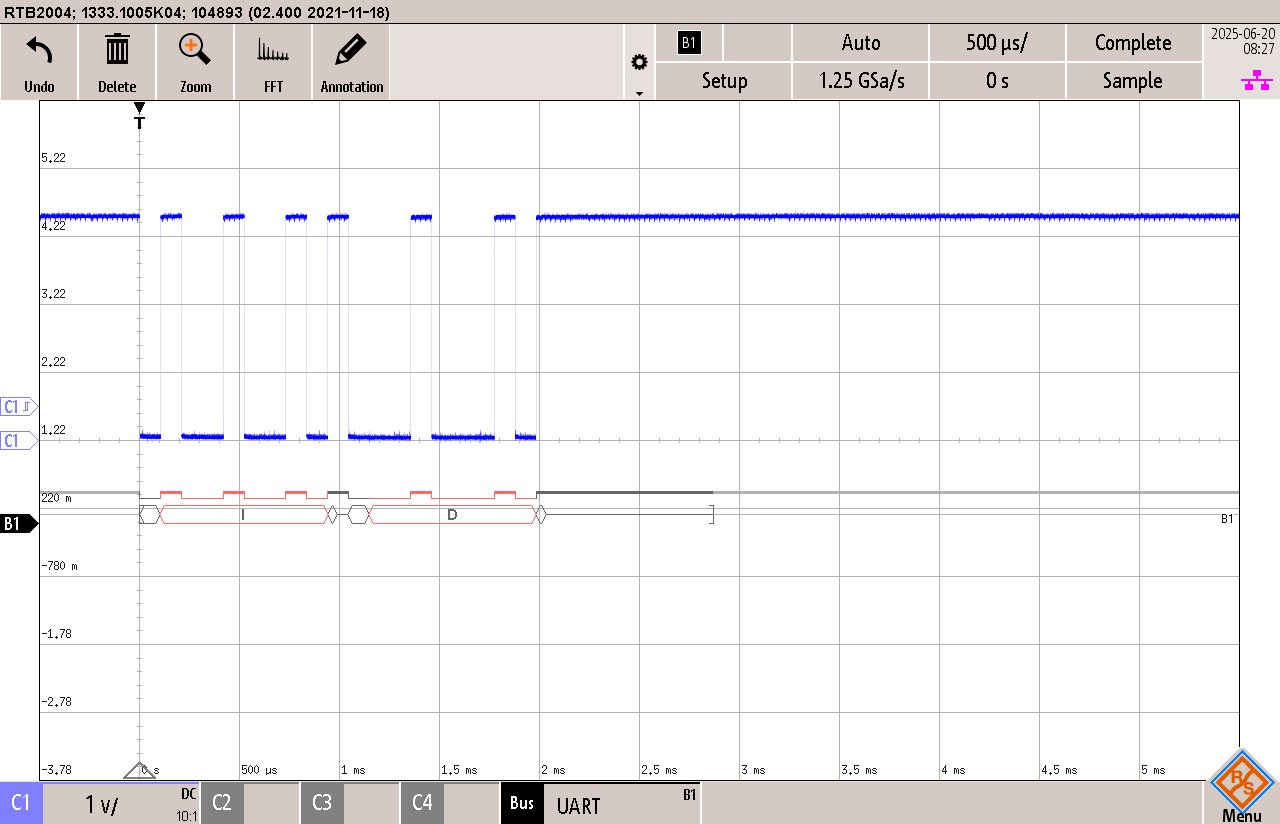 RTB2004; 1333.1005K04; 104893 (02.400 2021-11-18)
Undo
Delete
Zoom
FFT
Annotation
B1
Setup
Auto
1.25 GSa/s
500 µs/
0 s
Complete
Sample
2025-06-20
08:27
T
5.22
4.22
3.22
2.22
C1
1.22
C1
220 m
I
D
B1
B1
-780 m
-1.78
-2.78
-3.78
0 s
500 µs
1 ms
1.5 ms
2 ms
2.5 ms
3 ms
3.5 ms
4 ms
4.5 ms
5 ms
C1
1 V/
DC
10:1
C2
C3
C4
Bus
UART
B1
R
S
Menu